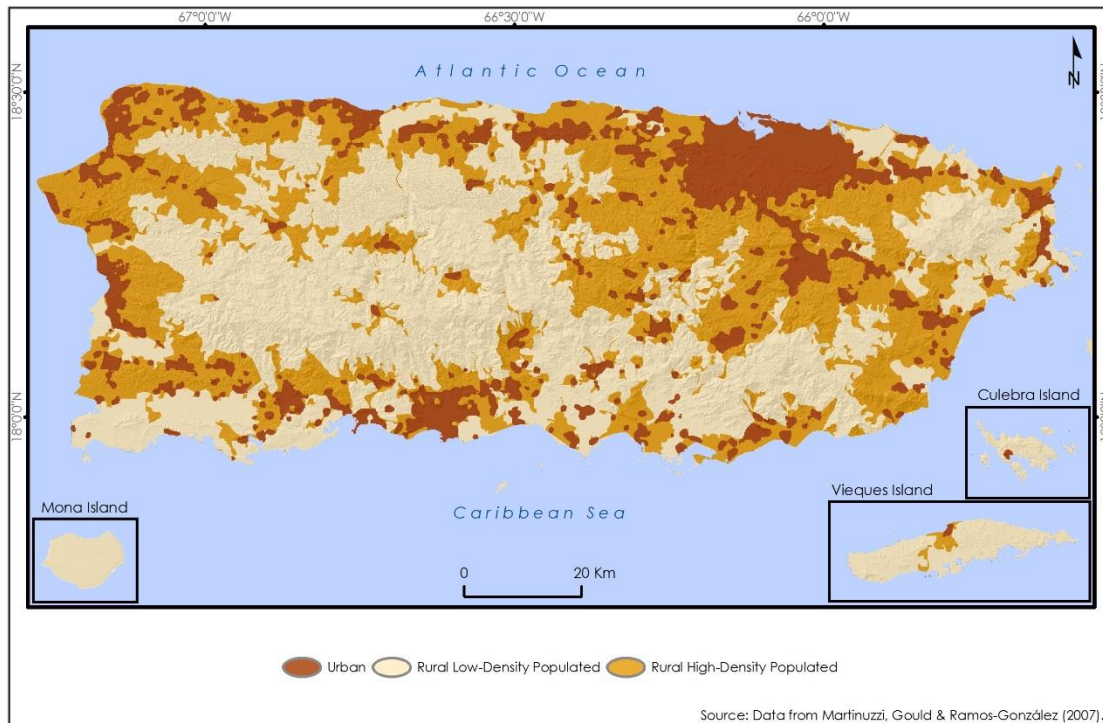 67°0'0"W 66°30'0"W 66°0'0"W
Atlantic Ocean
N
18°30'0"N
18°0'0"N
Culebra Island
Vieques Island
Mona Island
Caribbean Sea
0 20 Km
Urban Rural Low-Density Populated Rural High-Density Populated
Source: Data from Martinuzzi, Gould & Ramos-González (2007).